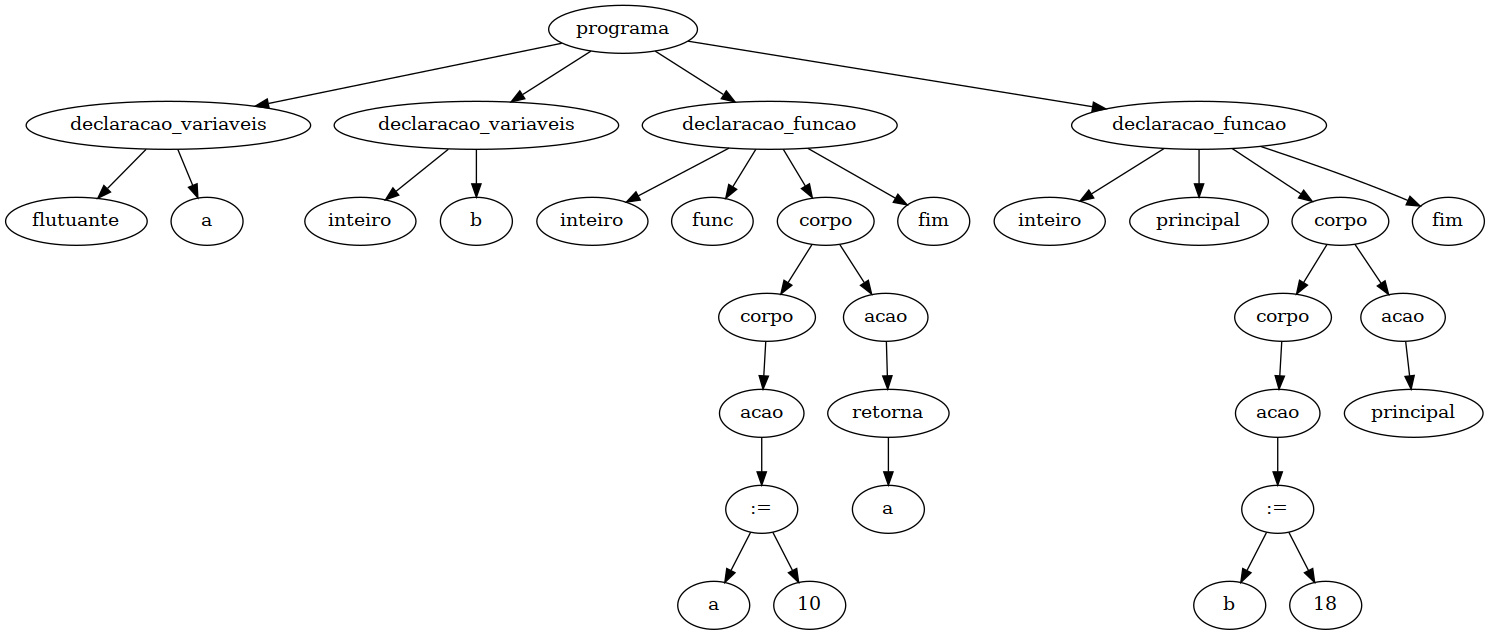 programa
declaracao_variaveis declaracao_variaveis declaracao_funcao declaracao_funcao
flutuante a inteiro b inteiro func corpo fim inteiro principal corpo fim
corpo acao corpo acao
acao retorna acao principal
:= a :=
a 10 b 18